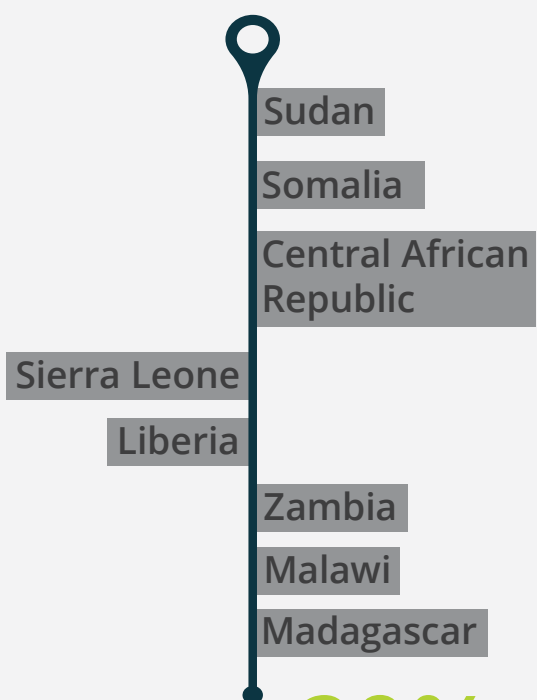 Sudan
Somalia
Central African
Republic
Sierra Leone
Liberia
Zambia
Malawi
Madagascar